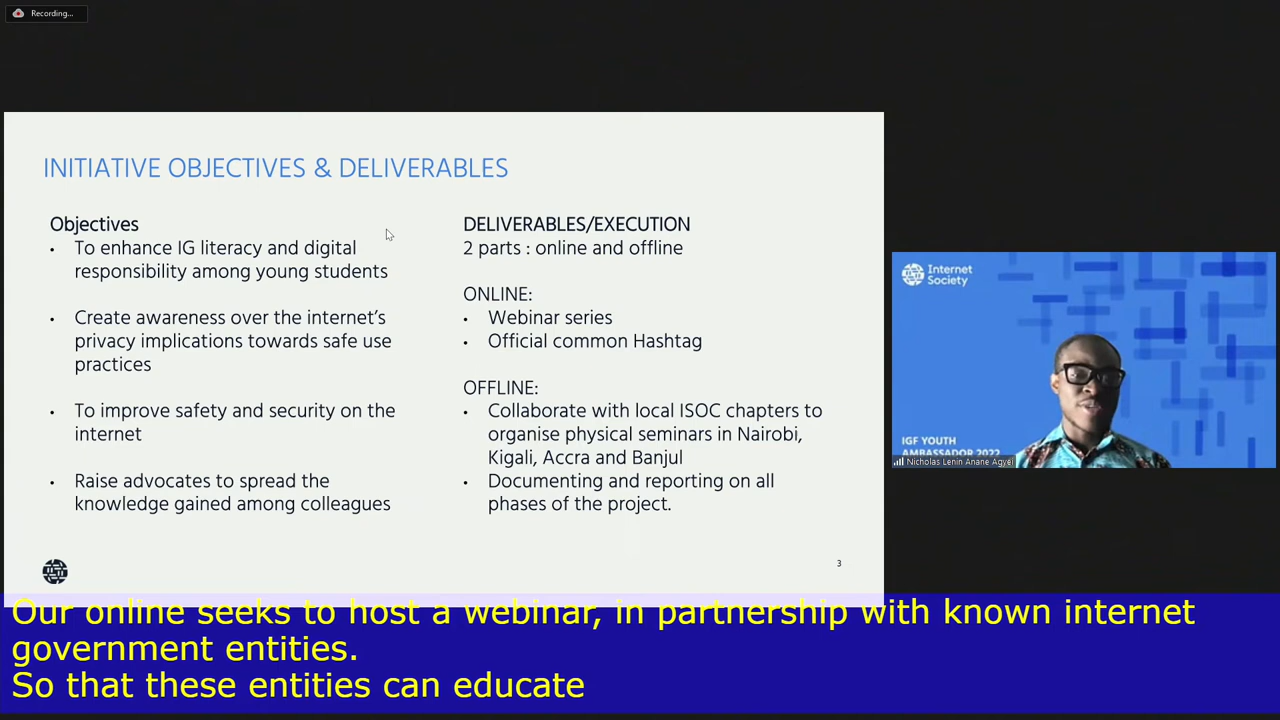 Recording...
INITIATIVE OBJECTIVES & DELIVERABLES
Objectives
• To enhance IG literacy and digital
responsibility among young students
• Create awareness over the internet's
privacy implications towards safe use
practices
• To improve safety and security on the
internet
• Raise advocates to spread the
knowledge gained among colleagues
DELIVERABLES/EXECUTION
2 parts : online and offline
ONLINE:
• Webinar series
• Official common Hashtag
OFFLINE:
• Collaborate with local ISOC chapters to
organise physical seminars in Nairobi,
Kigali, Accra and Banjul
• Documenting and reporting on all
phases of the project.
3
Internet
Society
IGF YOUTH
AMBASSADOR 2022
Nicholas Lenin Anane Agyei
Our online seeks to host a webinar, in partnership with known internet
government entities.
So that these entities can educate